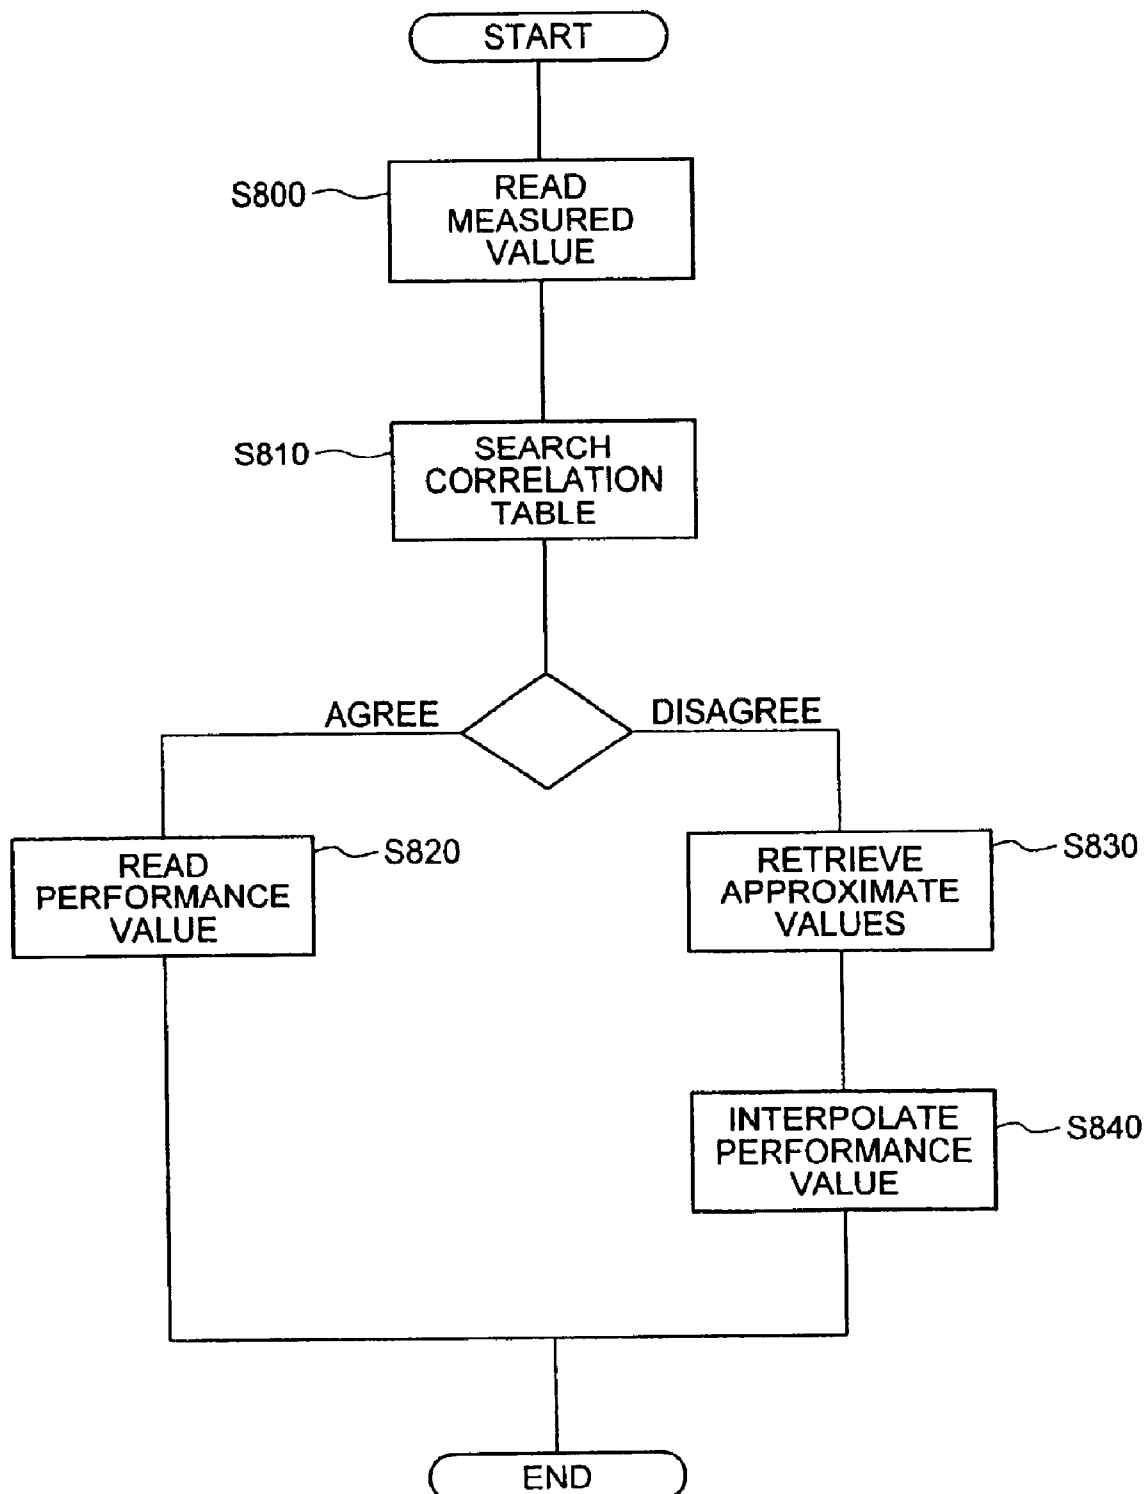 START
S800
READ
MEASURED
VALUE
S810
SEARCH
CORRELATION
TABLE
AGREE
DISAGREE
READ
PERFORMANCE
VALUE
S820
RETRIEVE
APPROXIMATE
VALUES
S830
INTERPOLATE
PERFORMANCE
VALUE
S840
END